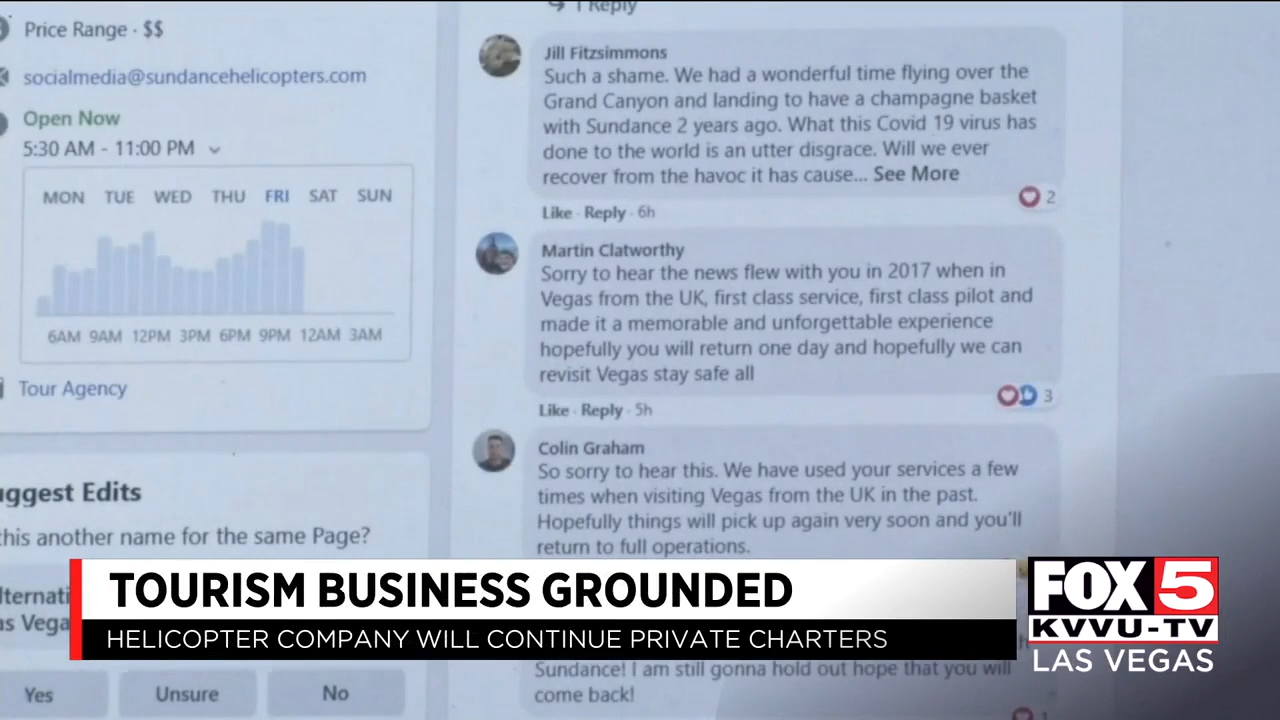 1 Reply
Price Range · $$
socialmedia@sundancehelicopters.com
Open Now
5:30 AM - 11:00 PM
MON TUE WED THU FRI SAT SUN
6AM 9AM 12PM 3PM 6PM 9PM 12AM 3AM
Tour Agency
uggest Edits
this another name for the same Page?
lternati
as Vega
Yes Unsure No
Jill Fitzsimmons
Such a shame. We had a wonderful time flying over the
Grand Canyon and landing to have a champagne basket
with Sundance 2 years ago. What this Covid 19 virus has
done to the world is an utter disgrace. Will we ever
recover from the havoc it has cause... See More
2
Like · Reply · 6h
Martin Clatworthy
Sorry to hear the news flew with you in 2017 when in
Vegas from the UK, first class service, first class pilot and
made it a memorable and unforgettable experience
hopefully you will return one day and hopefully we can
revisit Vegas stay safe all
3
Like · Reply · 5h
Colin Graham
So sorry to hear this. We have used your services a few
times when visiting Vegas from the UK in the past.
Hopefully things will pick up again very soon and you'll
return to full operations.
Sundance! I am still gonna hold out hope that you will
come back!
1
TOURISM BUSINESS GROUNDED
HELICOPTER COMPANY WILL CONTINUE PRIVATE CHARTERS
FOX 5
KVVU-TV
LAS VEGAS